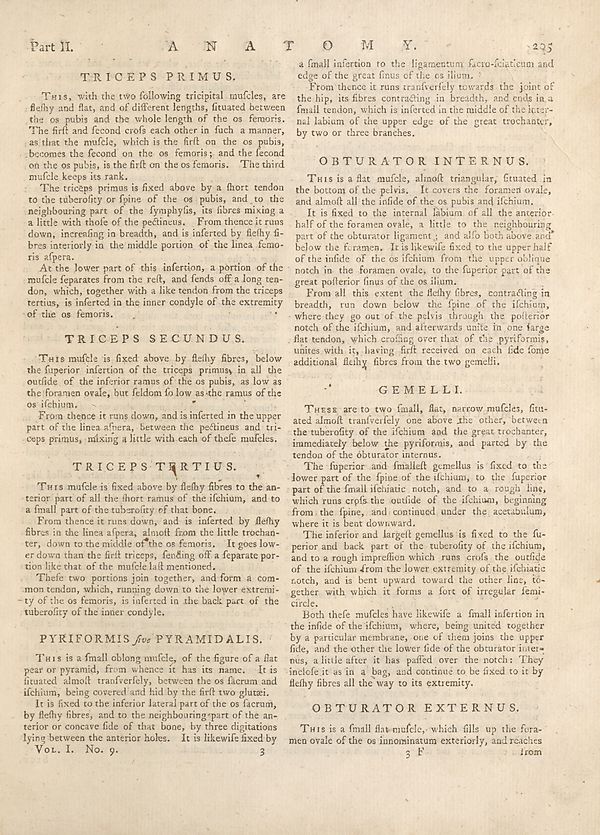 Part II. A N A T O M Y. 205
TRICEPS PRIMUS.
THIS, with the two following tricipital muſcles, are
fleſhy and flat, and of different lengths, ſituated between
the os pubis and the whole length of the os femoris.
The firſt and ſecond croſs each other in ſuch a manner,
as that the muſcle, which is the firſt on the os pubis,
becomes the ſecond on the os femoris; and the ſecond
on the os pubis, is the firſt on the os femoris. The third
muſcle keeps its rank.
The triceps primus is fixed above by a ſhort tendon
to the tuberoſity or ſpine of the os pubis, and to the
neighbouring part of the ſymphyſis, its fibres mixing a
a little with thoſe of the pectineus. From thence it runs
down, increaſing in breadth, and is inſerted by fleſhy fi-
bres interiorly in the middle portion of the linea femo-
ris aſpera.
At the lower part of this inſertion, a portion of the
muſcle ſeparates from the reſt, and ſends off a long ten-
don, which, together with a like tendon from the triceps
tertius, is inſerted in the inner condyle of the extremity
of the os femoris.
TRICEPS SECUNDUS.
THIS muſcle is fixed above by fleſhy fibres, below
the ſuperior inſertion of the triceps primus, in all the
outſide of the inferior ramus of the os pubis, as low as
the foramen ovale, but ſeldom ſo low as the ramus of the
os iſchium.
From thence it runs down, and is inſerted in the upper
part of the linea aſpera, between the pectineus and tri-
ceps primus, mixing a little with each of theſe muſcles.
TRICEPS TERTIUS.
THIS muſcle is fixed above by fleſhy fibres to the an-
terior part of all the ſhort ramus of the iſchium, and to
a ſmall part of the tuberoſity of that bone.
From thence it runs down, and is inſerted by fleſhy
fibres in the linea aſpera, almoſt from the little trochan-
ter, down to the middle of the os femoris. It goes low-
er down than the firſt triceps, ſending off a ſeparate por-
tion like that of the muſcle laſt mentioned.
Theſe two portions join together, and form a com-
mon tendon, which, running down to the lower extremi-
ty of the os femoris, is inſerted in the back part of the
tuberoſity of the inner condyle.
PYRIFORMIS ſive PYRAMIDALIS.
THIS is a ſmall oblong muſcle, of the figure of a flat
pear or pyramid, from whence it has its name. It is
ſituated almoſt tranſverſely, between the os ſacrum and
iſchium, being covered and hid by the firſt two glutæi.
It is fixed to the inferior lateral part of the os ſacrum,
by fleſhy fibres, and to the neighbouring part of the an-
terior or concave ſide of that bone, by three digitations
lying between the anterior holes. It is likewiſe fixed by
VOL. I. No. 9. 3
a ſmall inſertion to the ligamentum ſacro-ſciaticum and
edge of the great ſinus of the os ilium.
From thence it runs tranſverſely towards the joint of
the hip, its fibres contracting in breadth, and ends in a
ſmall tendon, which is inſerted in the middle of the inter-
nal labium of the upper edge of the great trochanter,
by two or three branches.
OBTURATOR INTERNUS.
THIS is a flat muſcle, almoſt triangular, ſituated in
the bottom of the pelvis. It covers the foramen ovale,
and almoſt all the inſide of the os pubis and iſchium.
It is fixed to the internal labium of all the anterior
half of the foramen ovale, a little to the neighbouring
part of the obturator ligament; and alſo both above and
below the foramen. It is likewiſe fixed to the upper half
of the inſide of the os iſchium from the upper oblique
notch in the foramen ovale, to the ſuperior part of the
great poſterior ſinus of the os ilium.
From all this extent the fleſhy fibres, contracting in
breadth, run down below the ſpine of the iſchium,
where they go out of the pelvis through the poſterior
notch of the iſchium, and afterwards unite in one large
flat tendon, which croſſing over that of the pyriformis,
unites with it, having firſt received on each ſide ſome
additional fleſhy fibres from the two gemelli.
GEMELLI.
THESE are to two ſmall, flat, narrow muſcles, ſitu-
ated almoſt tranſverſely one above the other, between
the tuberoſity of the iſchium and the great trochanter,
immediately below the pyriformis, and parted by the
tendon of the obturator internus.
The ſuperior and ſmalleſt gemellus is fixed to the
lower part of the ſpine of the iſchium, to the ſuperior
part of the ſmall iſchiatic notch, and to a rough line,
which runs croſs the outſide of the iſchium, beginning
from the ſpine, and continued under the acetabulum,
where it is bent downward.
The inferior and largeſt gemellus is fixed to the ſu-
perior and back part of the tuberoſity of the iſchium,
and to a rough impreſſion which runs croſs the outſide
of the iſchium from the lower extremity of the iſchiatic
notch, and is bent upward toward the other line, to-
gether with which it forms a ſort of irregular ſemi-
circle.
Both theſe muſcles have likewiſe a ſmall inſertion in
the inſide of the iſchium, where, being united together
by a particular membrane, one of them joins the upper
ſide, and the other the lower ſide of the obturator inter-
nus, a little after it has paſſed over the notch: They
incloſe it as in a bag, and continue to be fixed to it by
fleſhy fibres all the way to its extremity.
OBTURATOR EXTERNUS.
THIS is a ſmall flat muſcle, which fills up the fora-
men ovale of the os innominatum exteriorly, and reaches
3 F from